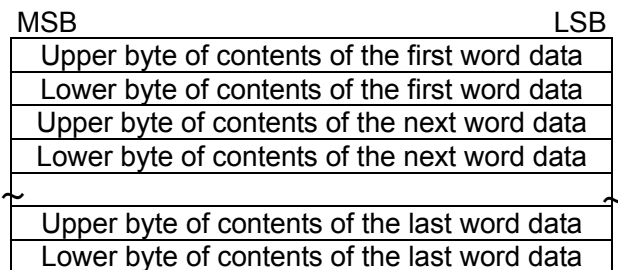 MSB LSB
Upper byte of contents of the first word data
Lower byte of contents of the first word data
Upper byte of contents of the next word data
Lower byte of contents of the next word data
~ ~
Upper byte of contents of the last word data
Lower byte of contents of the last word data